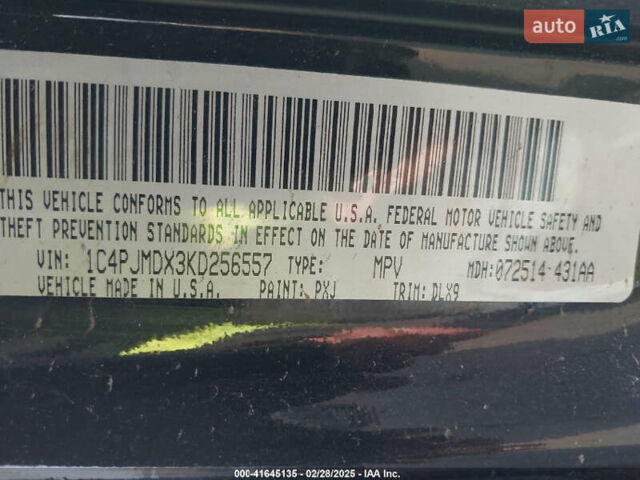 auto RIA.com
THIS VEHICLE CONFORMS TO ALL APPLICABLE U.S.A. FEDERAL MOTOR VEHICLE SAFETY AND
THEFT PREVENTION STANDARDS IN EFFECT ON THE DATE OF MANUFACTURE SHOWN ABOVE.
VIN: 1C4PJMDX3KD256557 TYPE: MPV MDH:072514-431AA
VEHICLE MADE IN U.S.A. PAINT: PXJ TRIM: DLX9
000-41645135 - 02/28/2025 - IAA Inc.